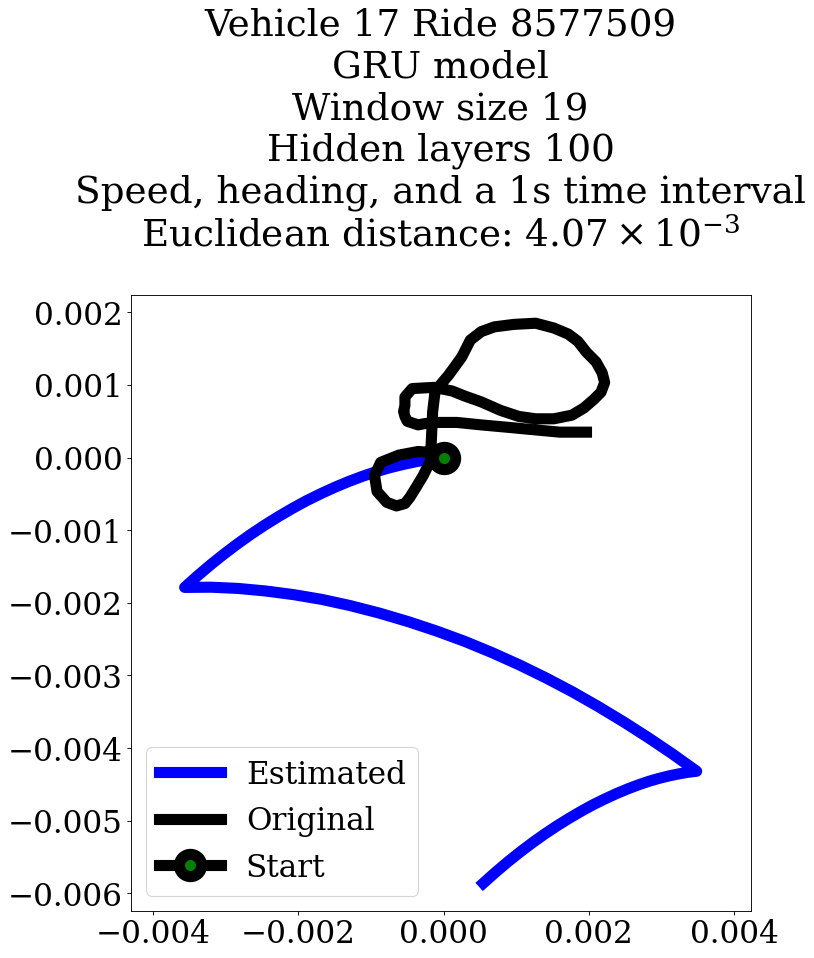 Vehicle 17 Ride 8577509
GRU model
Window size 19
Hidden layers 100
Speed, heading, and a 1s time interval
Euclidean distance: 4.07 × 10⁻³
0.002
0.001
0.000
−0.001
−0.002
−0.003
−0.004
−0.005
−0.006
Estimated
Original
Start
−0.004 −0.002 0.000 0.002 0.004